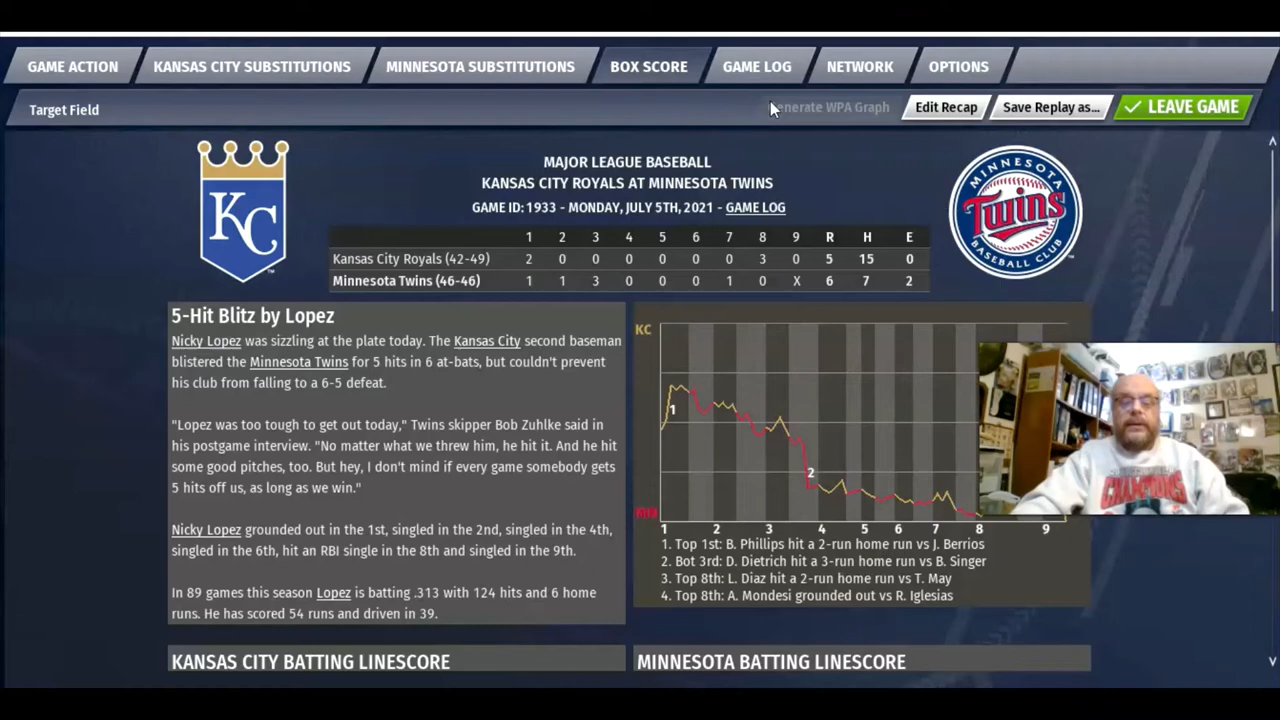 GAME ACTION KANSAS CITY SUBSTITUTIONS MINNESOTA SUBSTITUTIONS BOX SCORE GAME LOG NETWORK OPTIONS
Target Field
Generate WPA Graph Edit Recap Save Replay as... LEAVE GAME
MAJOR LEAGUE BASEBALL
KANSAS CITY ROYALS AT MINNESOTA TWINS
GAME ID: 1933 - MONDAY, JULY 5TH, 2021 - GAME LOG
KC
MINNESOTA
Twins
BASEBALL CLUB
1 2 3 4 5 6 7 8 9 R H E
Kansas City Royals (42-49) 2 0 0 0 0 0 0 3 0 5 15 0
Minnesota Twins (46-46) 1 1 3 0 0 0 1 0 X 6 7 2
5-Hit Blitz by Lopez
Nicky Lopez was sizzling at the plate today. The Kansas City second baseman
blistered the Minnesota Twins for 5 hits in 6 at-bats, but couldn't prevent
his club from falling to a 6-5 defeat.
"Lopez was too tough to get out today," Twins skipper Bob Zuhlke said in
his postgame interview. "No matter what we threw him, he hit it. And he hit
some good pitches, too. But hey, I don't mind if every game somebody gets
5 hits off us, as long as we win."
Nicky Lopez grounded out in the 1st, singled in the 2nd, singled in the 4th,
singled in the 6th, hit an RBI single in the 8th and singled in the 9th.
In 89 games this season Lopez is batting .313 with 124 hits and 6 home
runs. He has scored 54 runs and driven in 39.
KC
1
2
1 2 3 4 5 6 7 8 9
1. Top 1st: B. Phillips hit a 2-run home run vs J. Berrios
2. Bot 3rd: D. Dietrich hit a 3-run home run vs B. Singer
3. Top 8th: L. Diaz hit a 2-run home run vs T. May
4. Top 8th: A. Mondesi grounded out vs R. Iglesias
CHAMPIONS
KANSAS CITY BATTING LINESCORE
MINNESOTA BATTING LINESCORE